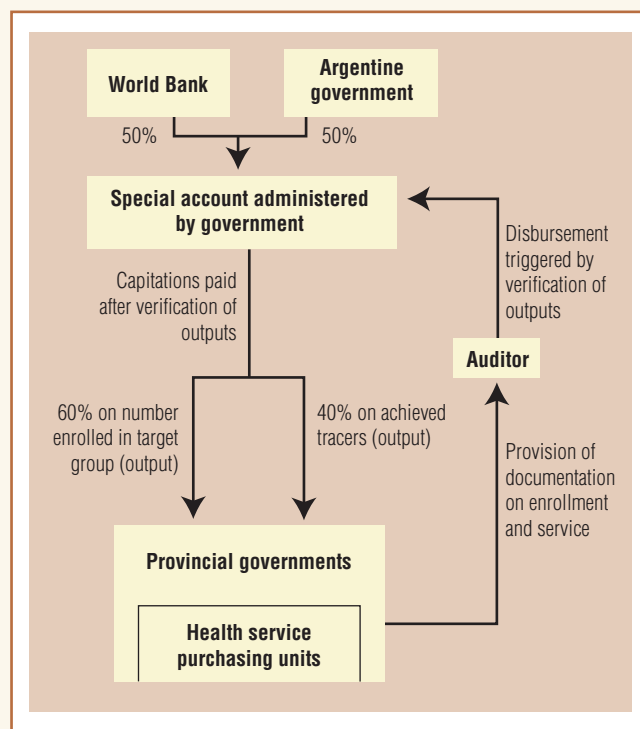 World Bank
Argentine
government
50%
50%
Special account administered
by government
Capitations paid
after verification of
outputs
Disbursement
triggered by
verification of
outputs
Auditor
60% on number
enrolled in target
group (output)
40% on achieved
tracers (output)
Provision of
documentation
on enrollment
and service
Provincial governments
Health service
purchasing units